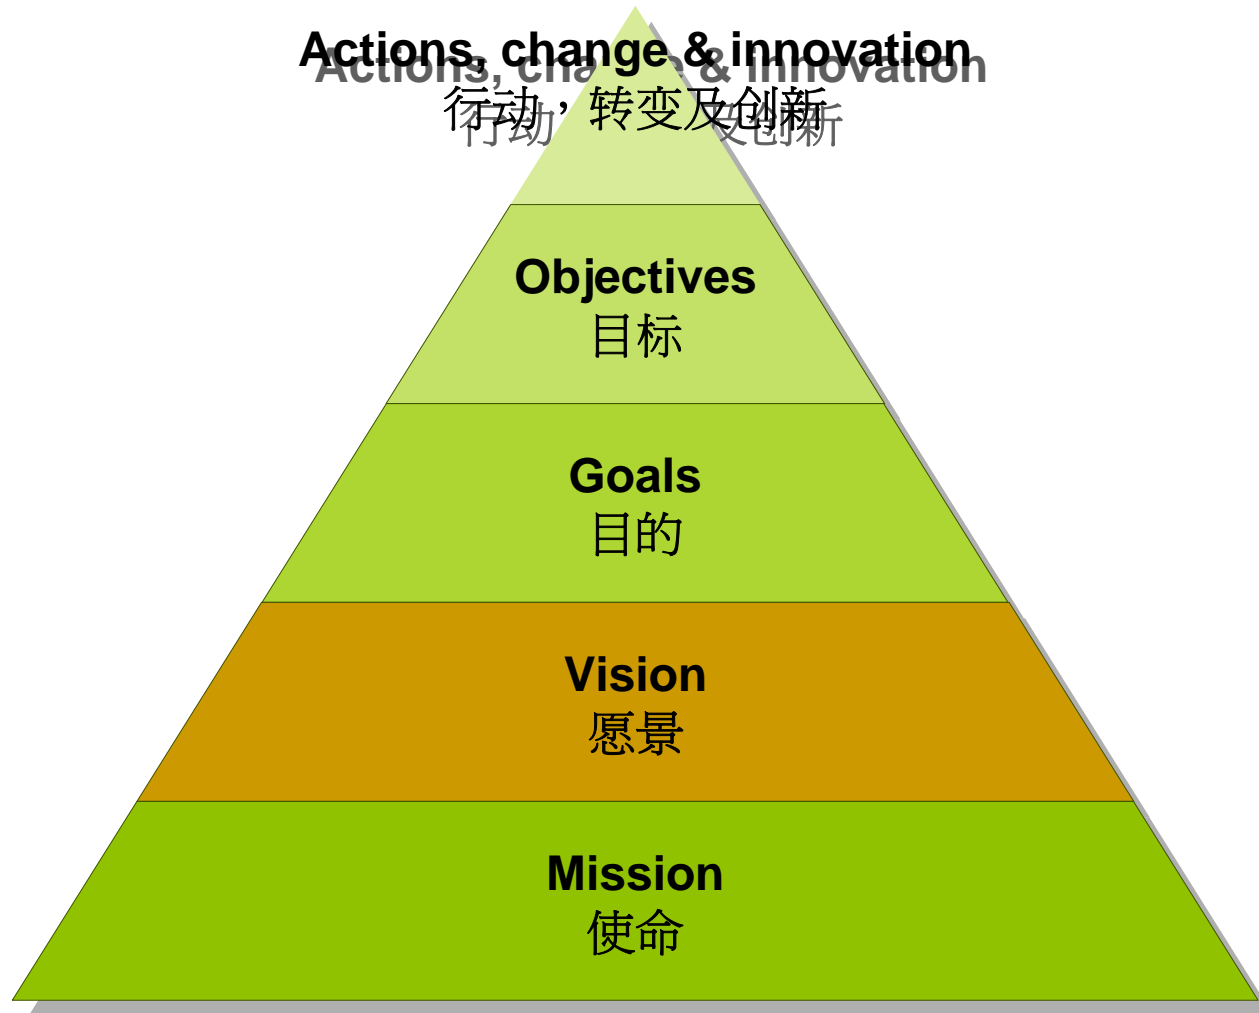 Actions, change & innovation
行动，转变及创新
Objectives
目标
Goals
目的
Vision
愿景
Mission
使命